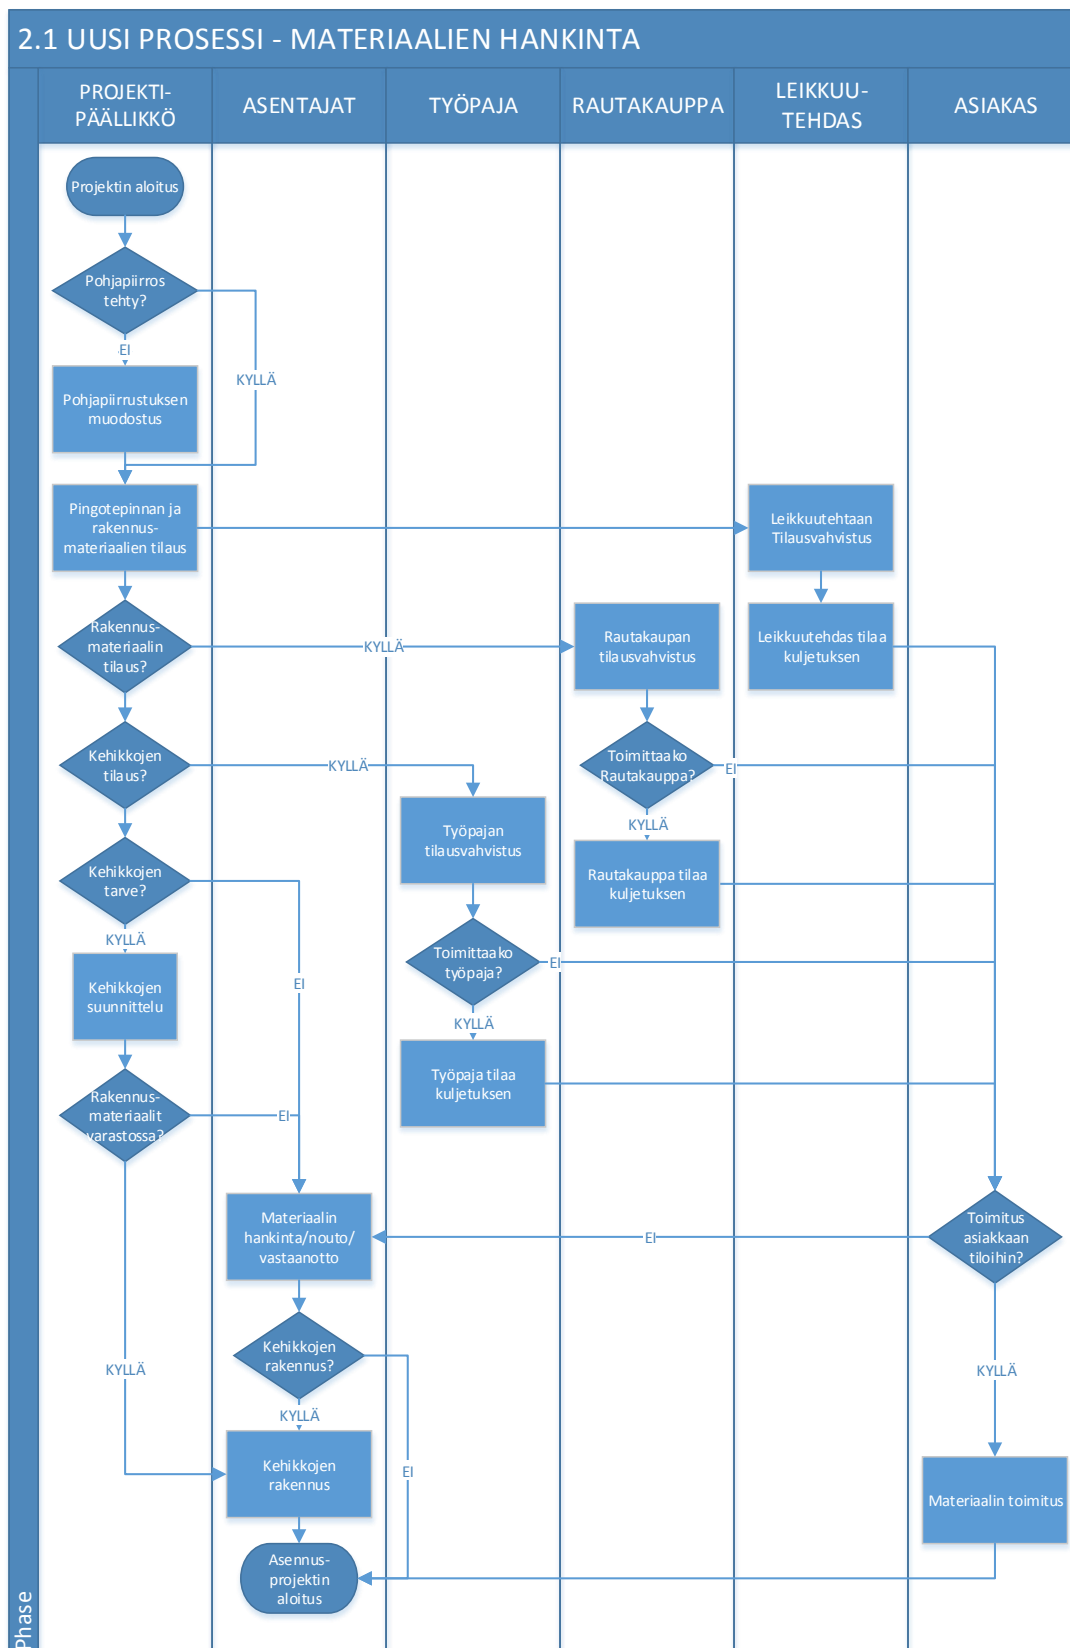 2.1 UUSI PROSESSI - MATERIAALIEN HANKINTA
PROJEKTI-
PÄÄLLIKKÖ
ASENTAJAT
TYÖPAJA
RAUTAKAUPPA
LEIKKUU-
TEHDAS
ASIAKAS
Projektin aloitus
Pohjapiirros
tehty?
EI
KYLLÄ
Pohjapiirrustuksen
muodostus
Pingotepinnan ja
rakennus-
materiaalien tilaus
Leikkuutehtaan
Tilausvahvistus
Rakennus-
materiaalin
tilaus?
KYLLÄ
Rautakaupan
tilausvahvistus
Leikkuutehdas tilaa
kuljetuksen
Kehikkojen
tilaus?
KYLLÄ
Toimittaako
Rautakauppa?
EI
KYLLÄ
Työpajan
tilausvahvistus
Kehikkojen
tarve?
KYLLÄ
EI
Rautakauppa tilaa
kuljetuksen
Toimittaako
työpaja?
EI
KYLLÄ
Kehikkojen
suunnittelu
Työpaja tilaa
kuljetuksen
Rakennus-
materiaalit
varastossa?
EI
KYLLÄ
Materiaalin
hankinta/nouto/
vastaanotto
EI
Toimitus
asiakkaan
tiloihin?
KYLLÄ
Kehikkojen
rakennus?
KYLLÄ
EI
Kehikkojen
rakennus
Materiaalin toimitus
Asennus-
projektin
aloitus
Phase